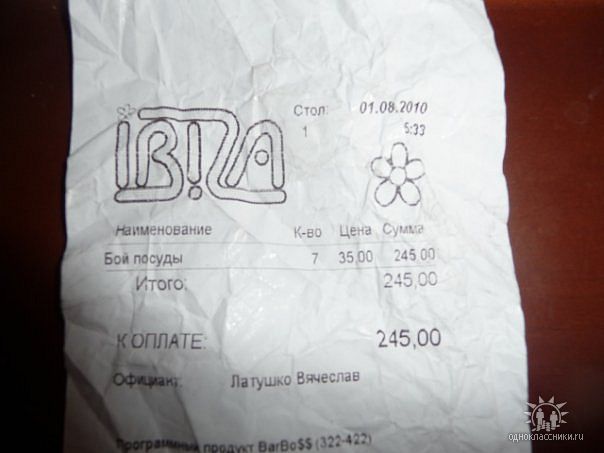 IBIZA
Стол: 01.08.2010
1 5:33
Наименование К-во Цена Сумма
Бой посуды 7 35,00 245,00
Итого: 245,00
К ОПЛАТЕ: 245,00
Официант: Латушко Вячеслав
Программный продукт BarBo$$ (322-422)
одноклассники.ru